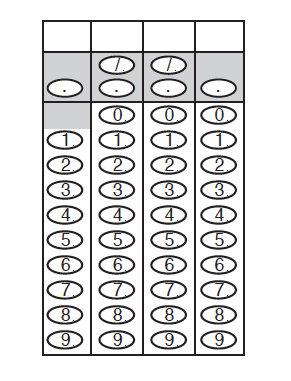 / /
. . . .
0 0 0
1 1 1 1
2 2 2 2
3 3 3 3
4 4 4 4
5 5 5 5
6 6 6 6
7 7 7 7
8 8 8 8
9 9 9 9